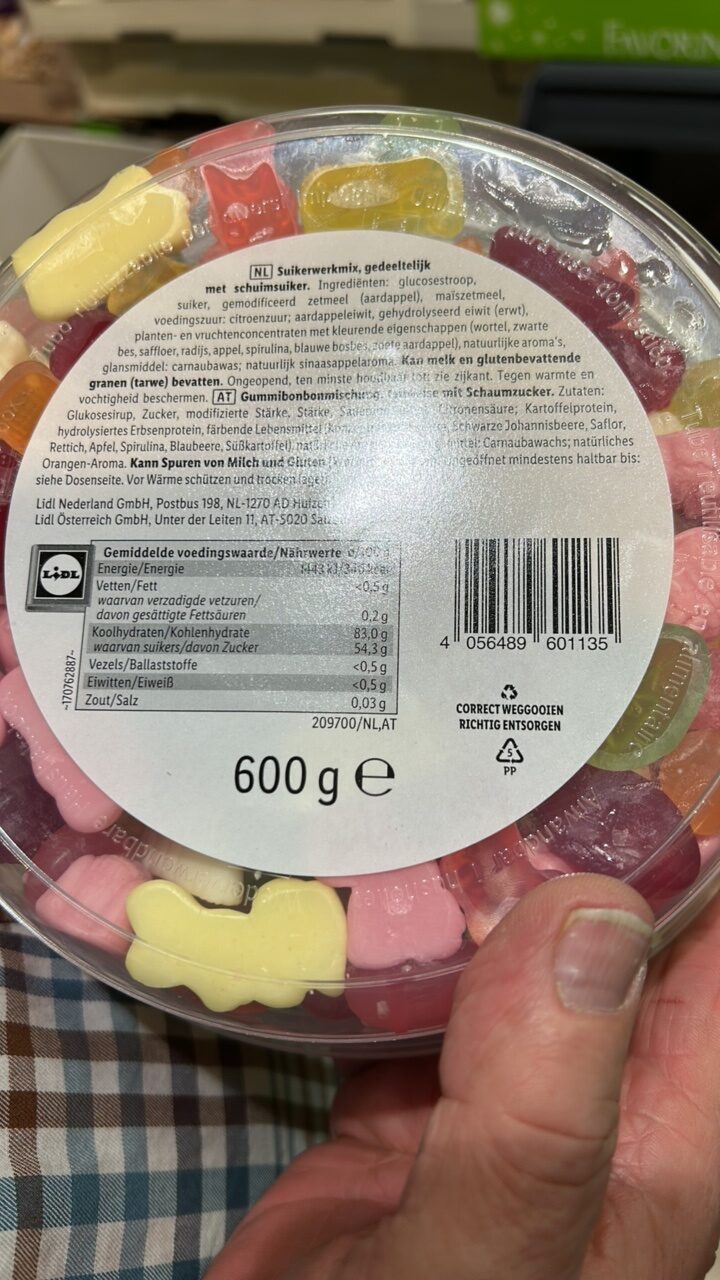 FAVORIN
NL Suikerwerkmix, gedeeltelijk
met schuimsuiker. Ingrediënten: glucosestroop,
suiker, gemodificeerd zetmeel (aardappel), maïszetmeel,
voedingszuur: citroenzuur; aardappeleiwit, gehydrolyseerd eiwit (erwt),
planten- en vruchtenconcentraten met kleurende eigenschappen (wortel, zwarte
bes, saffloer, radijs, appel, spirulina, blauwe bosbes, zoete aardappel), natuurlijke aroma's,
glansmiddel: carnaubawas; natuurlijk sinaasappelaroma. Kan melk en glutenbevattende
granen (tarwe) bevatten. Ongeopend, ten minste houdbaar tot: zie zijkant. Tegen warmte en
vochtigheid beschermen. AT Gummibonbonmischung, teilweise mit Schaumzucker. Zutaten:
Glukosesirup, Zucker, modifizierte Stärke, Stärke, Citronensäure; Kartoffelprotein,
hydrolysiertes Erbsenprotein, färbende Lebensmittel Schwarze Johannisbeere, Saflor,
Rettich, Apfel, Spirulina, Blaubeere, Süßkartoffel), Carnaubawachs; natürliches
Orangen-Aroma. Kann Spuren von Milch und Gluten Ungeöffnet mindestens haltbar bis:
siehe Dosenseite. Vor Wärme schützen und trocken lagern.
Lidl Nederland GmbH, Postbus 198, NL-1270 AD Huizen
Lidl Österreich GmbH, Unter der Leiten 11, AT-5020
LIDL
Gemiddelde voedingswaarde/Nährwerte ø/100 g
Energie/Energie 1443 kJ/340 kcal
Vetten/Fett <0,5 g
waarvan verzadigde vetzuren/
davon gesättigte Fettsäuren 0,2 g
Koolhydraten/Kohlenhydrate 83,0 g
waarvan suikers/davon Zucker 54,3 g
Vezels/Ballaststoffe <0,5 g
Eiwitten/Eiweiß <0,5 g
Zout/Salz 0,03 g
209700/NL,AT
~170762887~
4 056489 601135
CORRECT WEGGOOIEN
RICHTIG ENTSORGEN
5
PP
600 g e